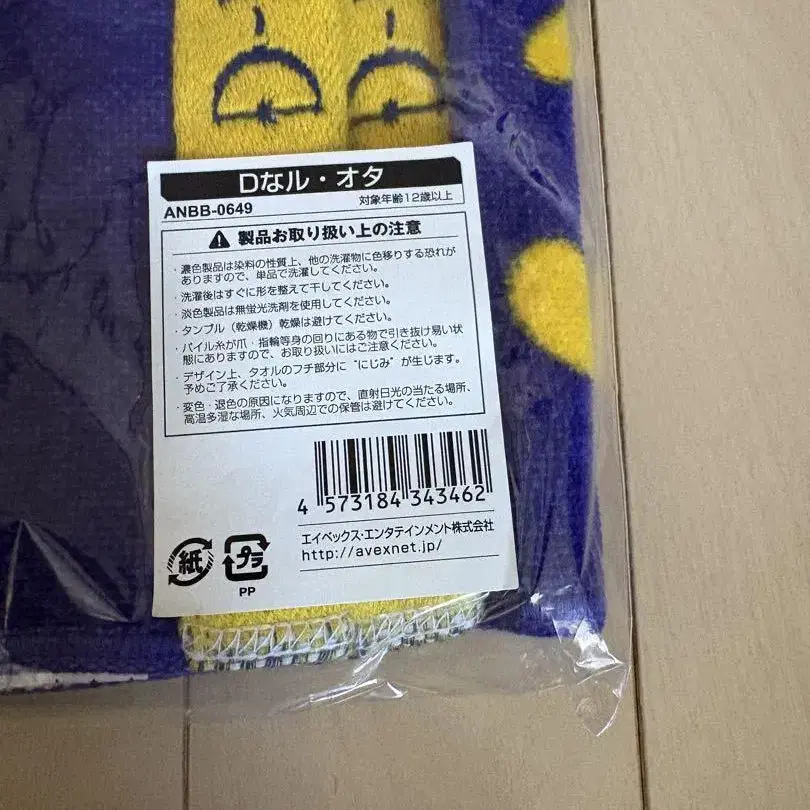 Dなル・オタ
ANBB-0649
対象年齢12歳以上
製品お取り扱い上の注意
・濃色製品は染料の性質上、他の洗濯物に色移りする恐れが
ありますので、単品で洗濯してください。
・洗濯後はすぐに形を整えて干してください。
・淡色製品は無蛍光洗剤を使用してください。
・タンブル（乾燥機）乾燥は避けてください。
・パイル糸が爪・指輪等身の回りにある物で引き抜け易い状
態にありますので、お取り扱いにはご注意ください。
・デザイン上、タオルのフチ部分に“にじみ”が生じます。
予めご了承ください。
・変色・退色の原因になりますので、直射日光の当たる場所、
高温多湿な場所、火気周辺での保管は避けてください。
4 573184 343462
エイベックス・エンタテインメント株式会社
http://avexnet.jp/
紙
プラ
PP